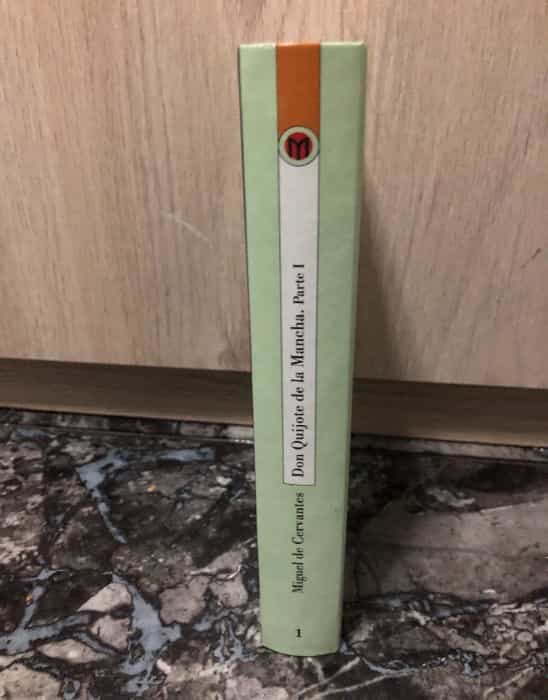 M
Don Quijote de la Mancha. Parte I
Miguel de Cervantes
1